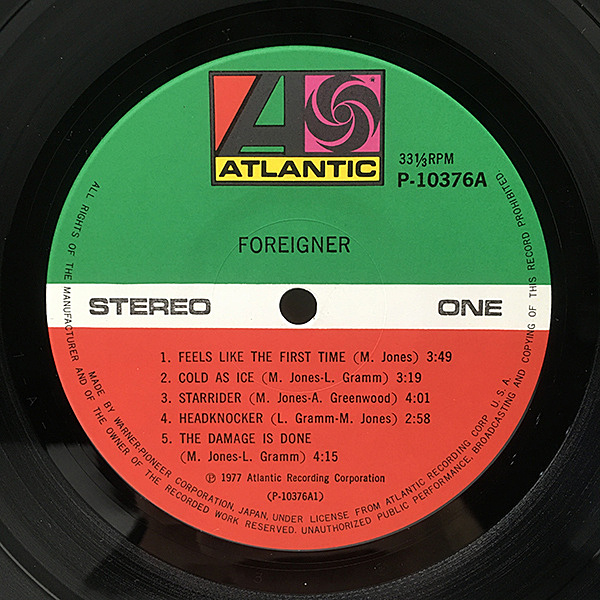 ATLANTIC
33⅓RPM
P-10376A
FOREIGNER
STEREO
ONE
1. FEELS LIKE THE FIRST TIME (M. Jones) 3:49
2. COLD AS ICE (M. Jones-L. Gramm) 3:19
3. STARRIDER (M. Jones-A. Greenwood) 4:01
4. HEADKNOCKER (L. Gramm-M. Jones) 2:58
5. THE DAMAGE IS DONE
(M. Jones-L. Gramm) 4:15
℗ 1977 Atlantic Recording Corporation
(P-10376A1)
MADE BY WARNER-PIONEER CORPORATION, JAPAN, UNDER LICENSE FROM ATLANTIC RECORDING CORP. U.S.A.
ALL RIGHTS OF THE MANUFACTURER AND OF THE OWNER OF THE RECORDED WORK RESERVED. UNAUTHORIZED PUBLIC PERFORMANCE, BROADCASTING AND COPYING OF THIS RECORD PROHIBITED.